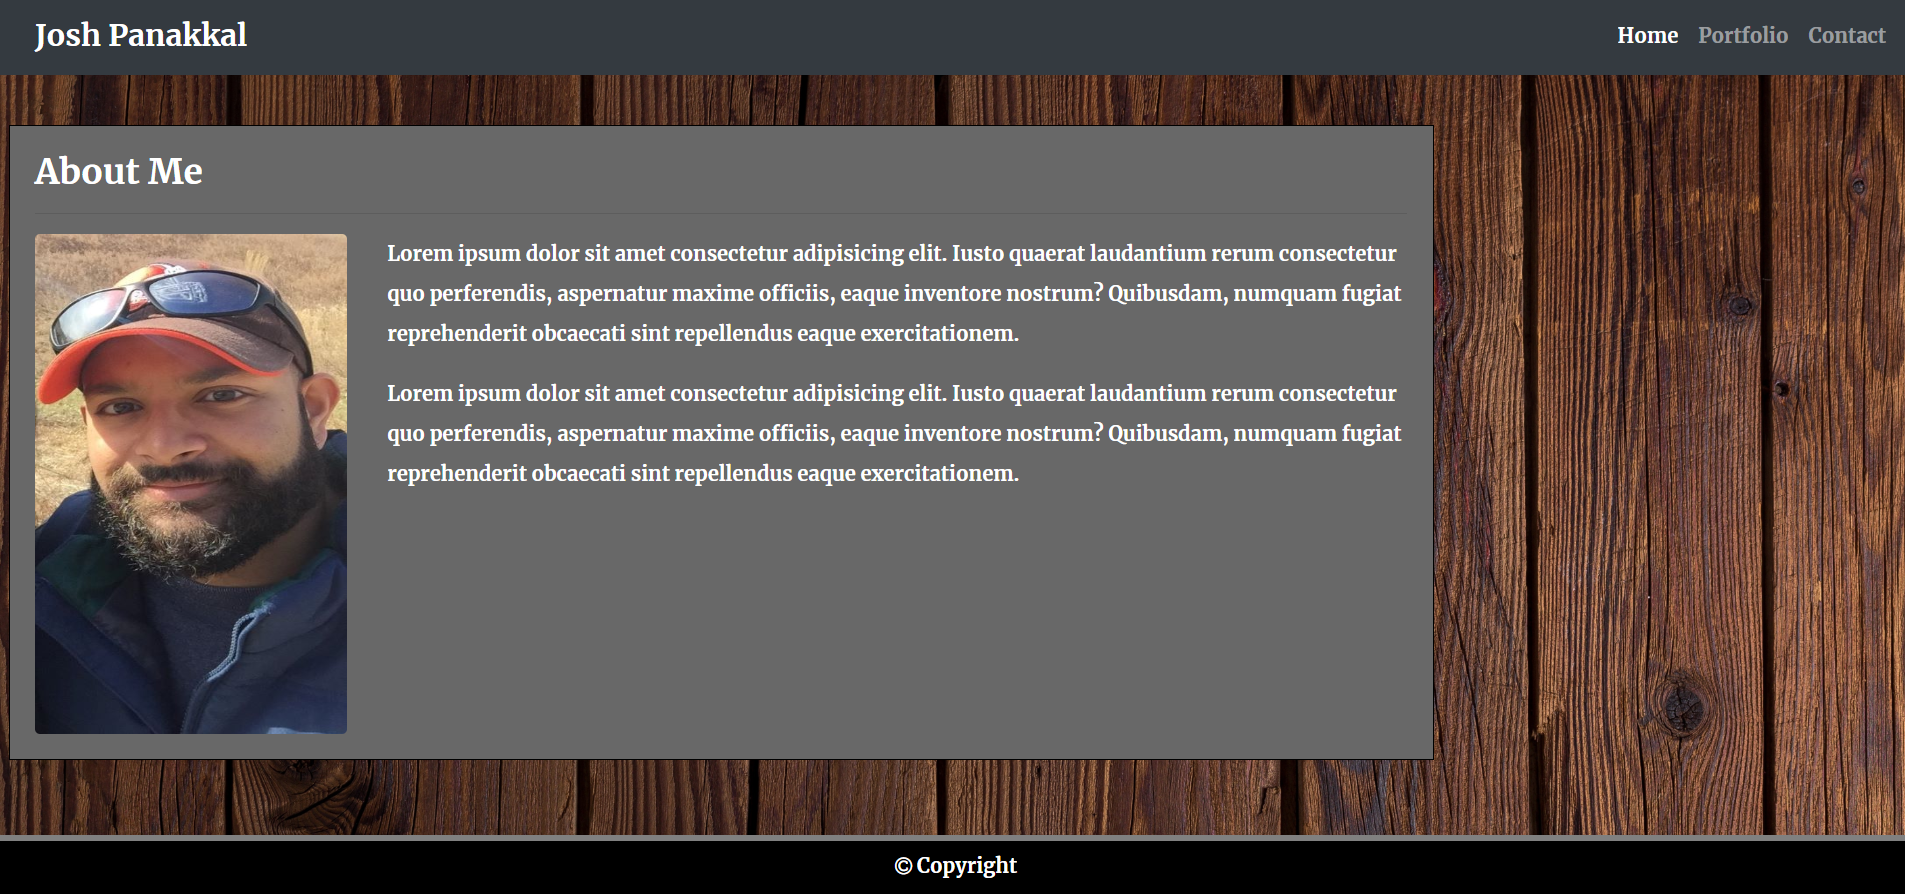 Josh Panakkal
Home Portfolio Contact
About Me
Lorem ipsum dolor sit amet consectetur adipisicing elit. Iusto quaerat laudantium rerum consectetur
quo perferendis, aspernatur maxime officiis, eaque inventore nostrum? Quibusdam, numquam fugiat
reprehenderit obcaecati sint repellendus eaque exercitationem.
Lorem ipsum dolor sit amet consectetur adipisicing elit. Iusto quaerat laudantium rerum consectetur
quo perferendis, aspernatur maxime officiis, eaque inventore nostrum? Quibusdam, numquam fugiat
reprehenderit obcaecati sint repellendus eaque exercitationem.
© Copyright